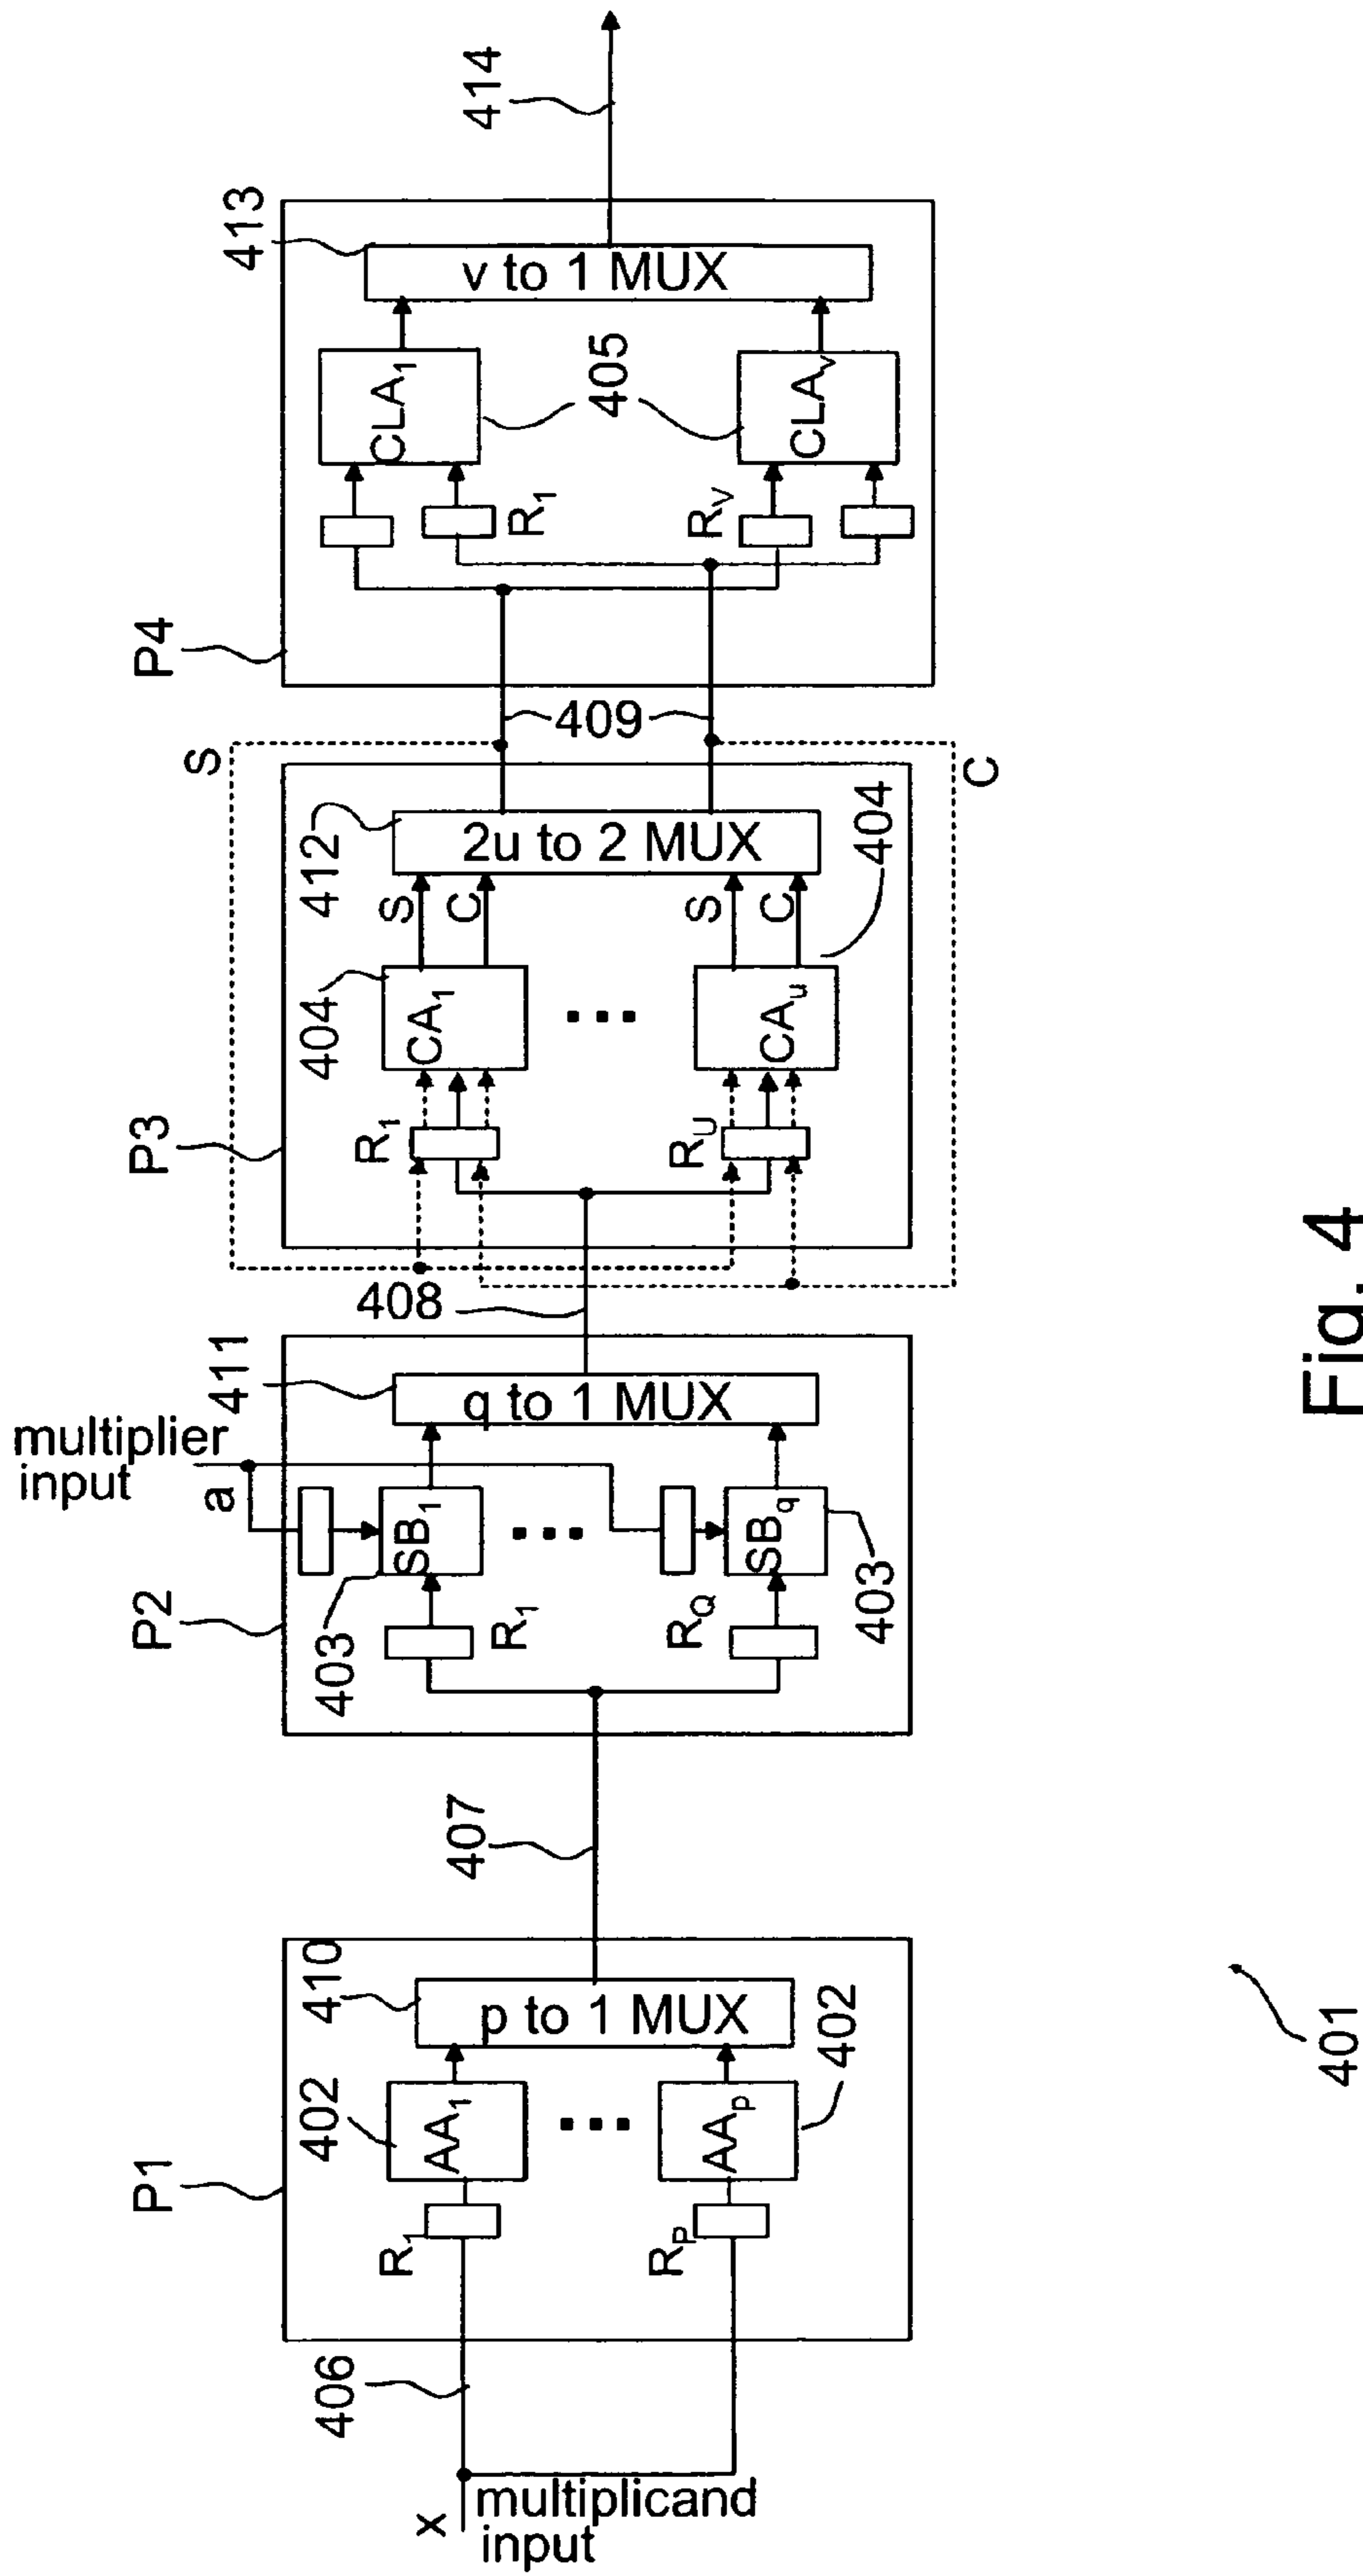 P1
P2
P3
P4
x
multiplicand
input
406
R1
RP
402
AA1
AAp
402
410
p to 1 MUX
407
multiplier
input
a
403
R1
RQ
SB1
SBq
403
411
q to 1 MUX
408
R1
RU
404
CA1
CAu
404
S
C
S
C
412
2u to 2 MUX
S
C
409
R1
RV
CLA1
CLAv
405
413
v to 1 MUX
414
401
Fig. 4